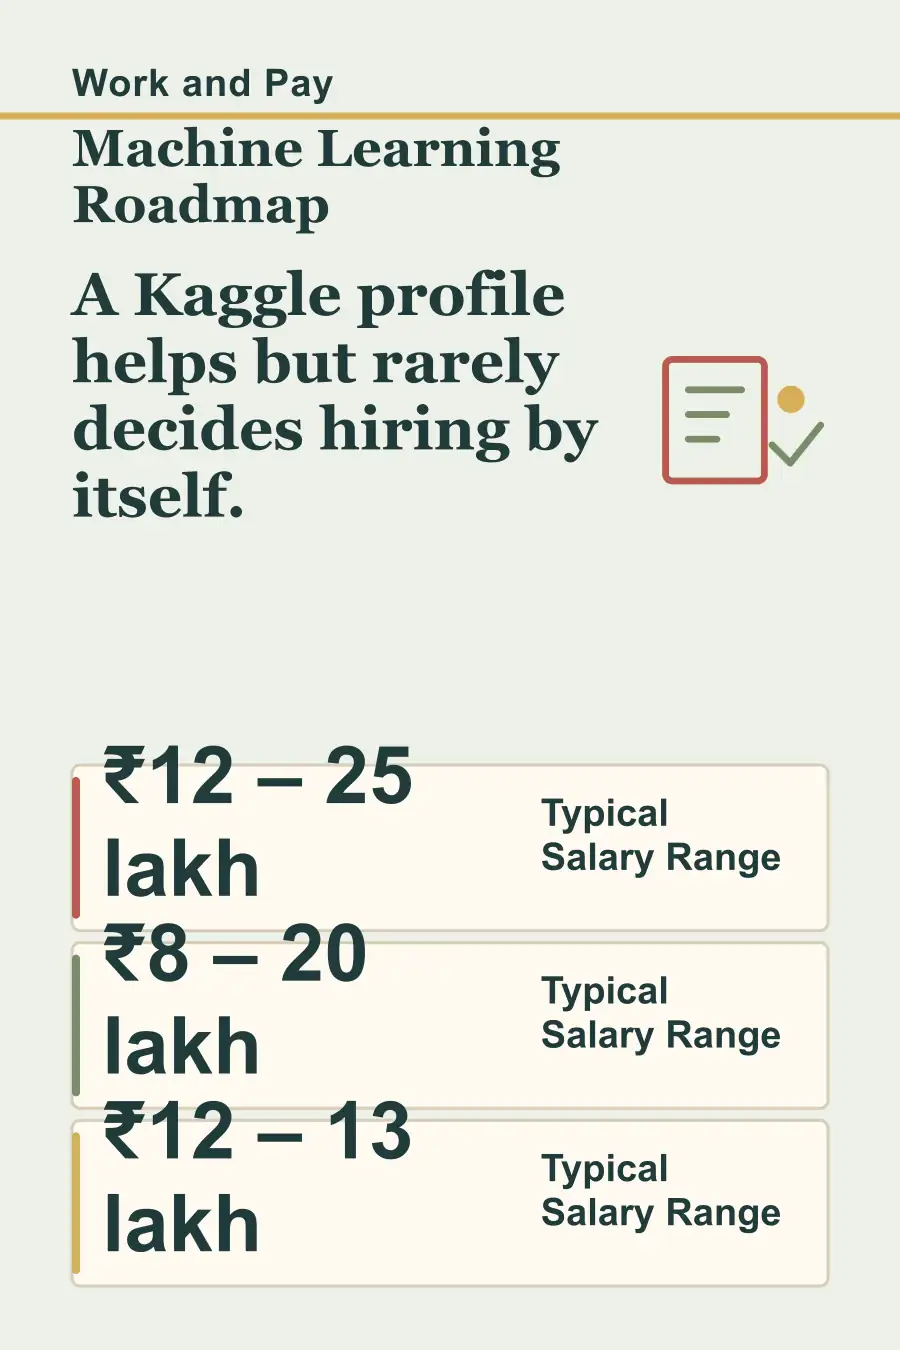 Work and Pay
Machine Learning
Roadmap
A Kaggle profile
helps but rarely
decides hiring by
itself.
₹12 – 25
lakh
Typical
Salary Range
₹8 – 20
lakh
Typical
Salary Range
₹12 – 13
lakh
Typical
Salary Range